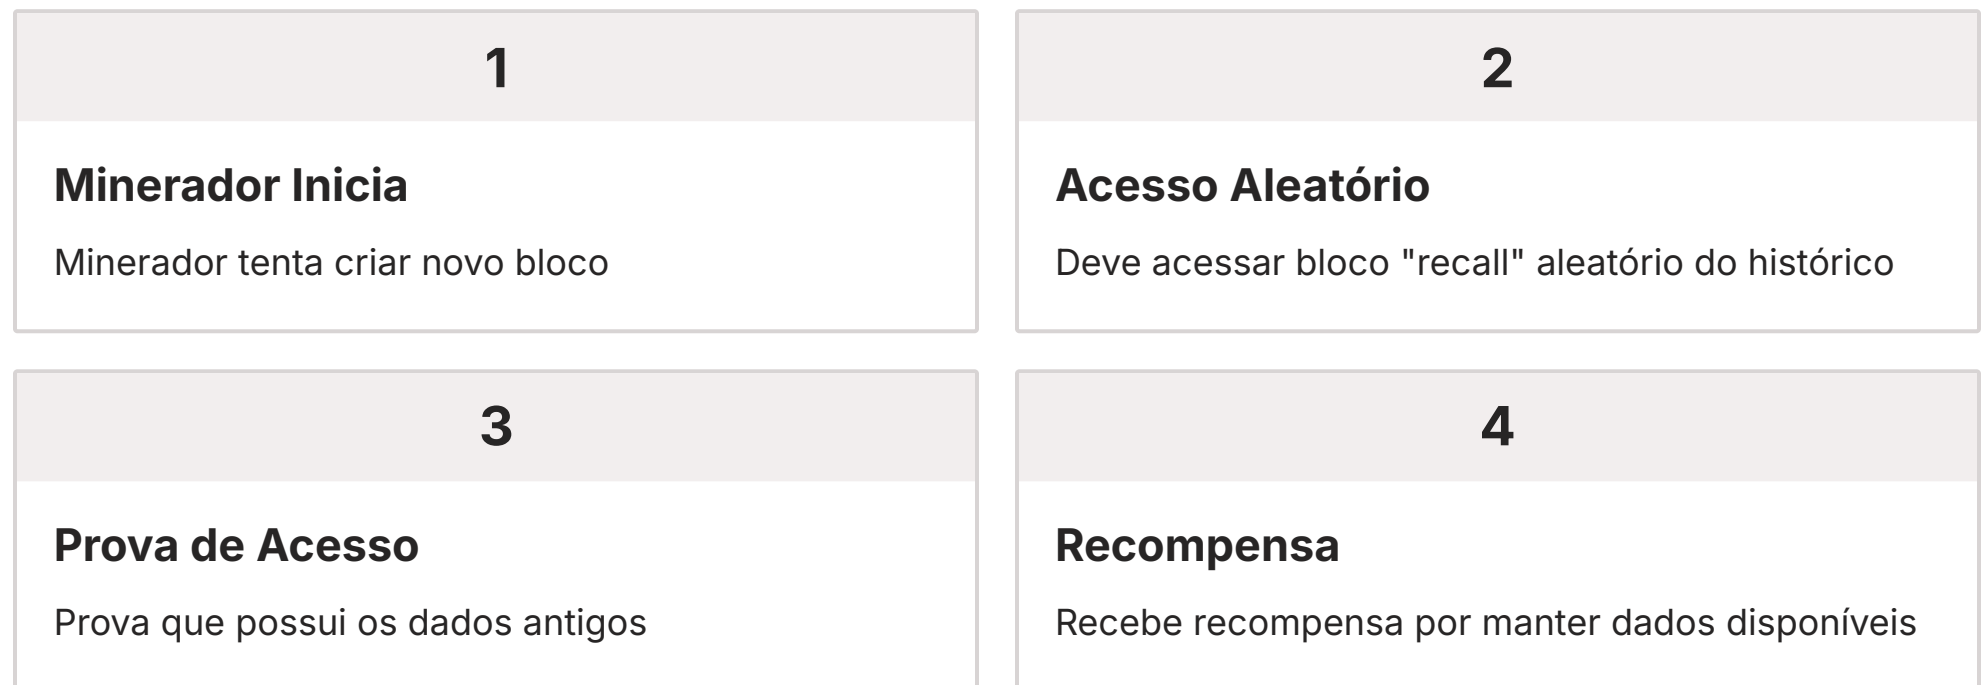 1
Minerador Inicia
Minerador tenta criar novo bloco
2
Acesso Aleatório
Deve acessar bloco "recall" aleatório do histórico
3
Prova de Acesso
Prova que possui os dados antigos
4
Recompensa
Recebe recompensa por manter dados disponíveis